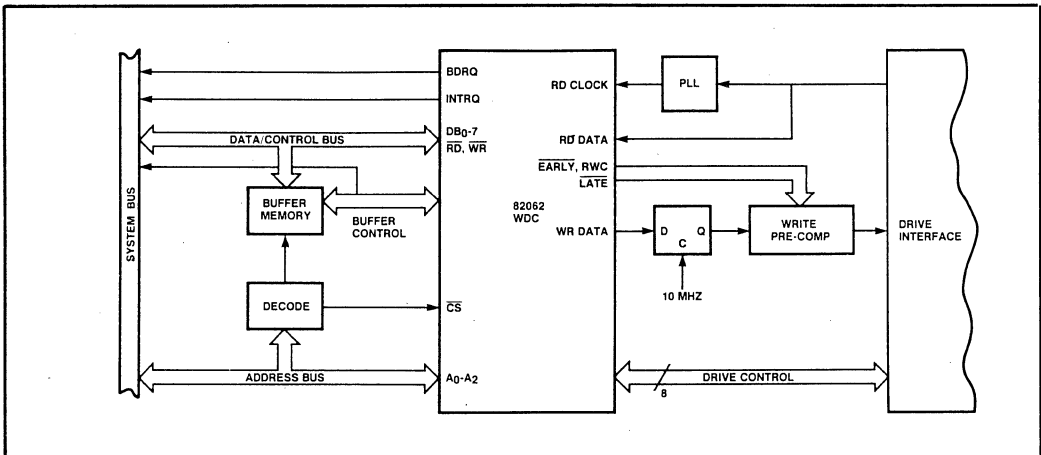 SYSTEM BUS
BDRQ
INTRQ
DB0-7
RD, WR
DATA/CONTROL BUS
BUFFER
MEMORY
BUFFER
CONTROL
DECODE
CS
ADDRESS BUS
A0-A2
82062
WDC
RD CLOCK
PLL
RD DATA
EARLY, RWC
LATE
WR DATA
D Q
C
10 MHZ
WRITE
PRE-COMP
DRIVE
INTERFACE
DRIVE CONTROL
8